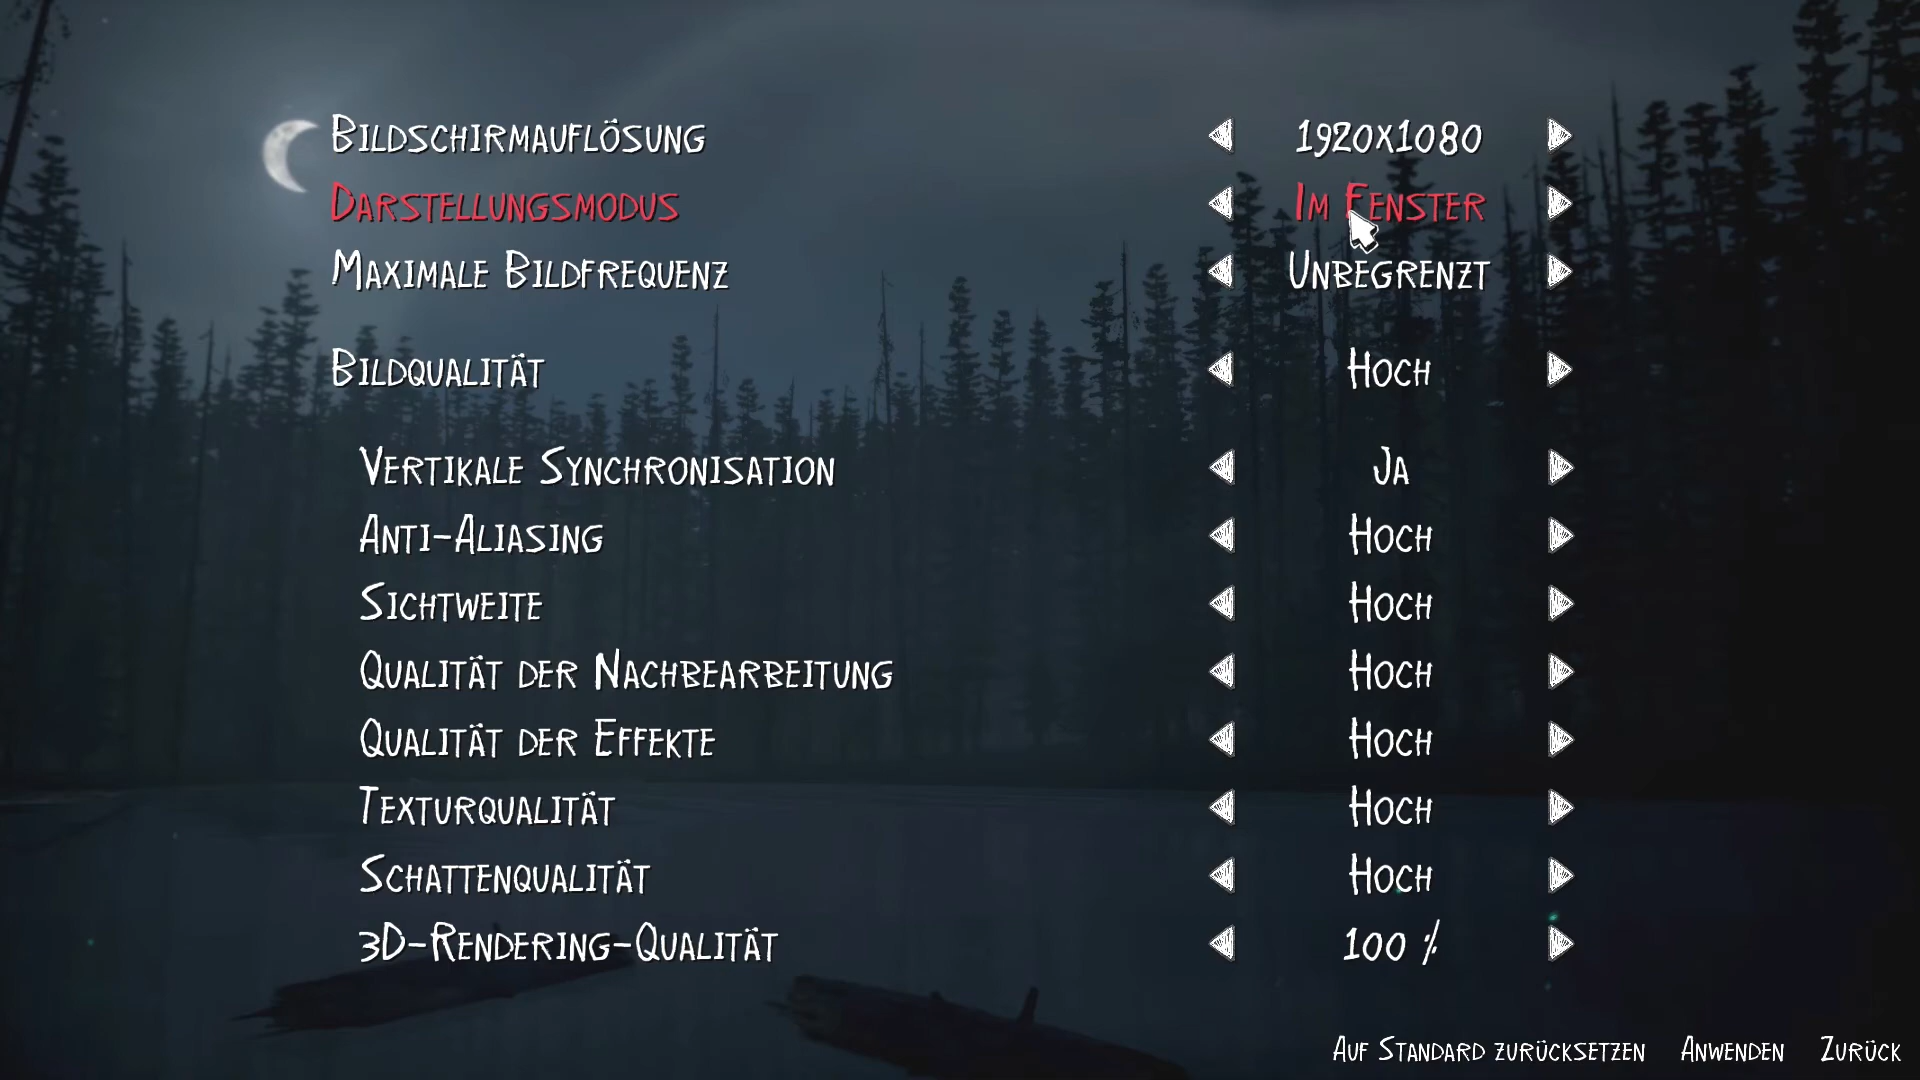 Bildschirmauflösung 1920x1080
Darstellungsmodus Im Fenster
Maximale Bildfrequenz Unbegrenzt
Bildqualität Hoch
Vertikale Synchronisation Ja
Anti-Aliasing Hoch
Sichtweite Hoch
Qualität der Nachbearbeitung Hoch
Qualität der Effekte Hoch
Texturqualität Hoch
Schattenqualität Hoch
3D-Rendering-Qualität 100 %
Auf Standard zurücksetzen Anwenden Zurück